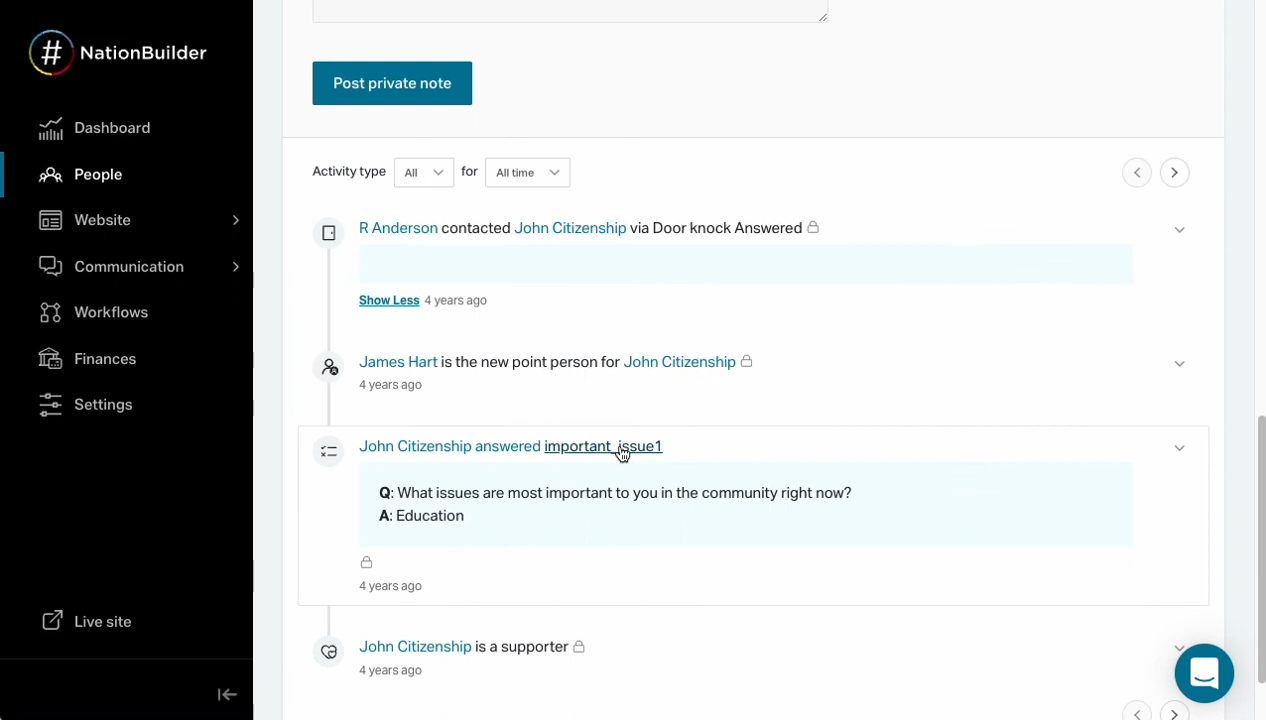 NationBuilder
Dashboard
People
Website
Communication
Workflows
Finances
Settings
Live site
Post private note
Activity type All for All time
R Anderson contacted John Citizenship via Door knock Answered
Show Less 4 years ago
James Hart is the new point person for John Citizenship
4 years ago
John Citizenship answered important_issue1
Q: What issues are most important to you in the community right now?
A: Education
4 years ago
John Citizenship is a supporter
4 years ago